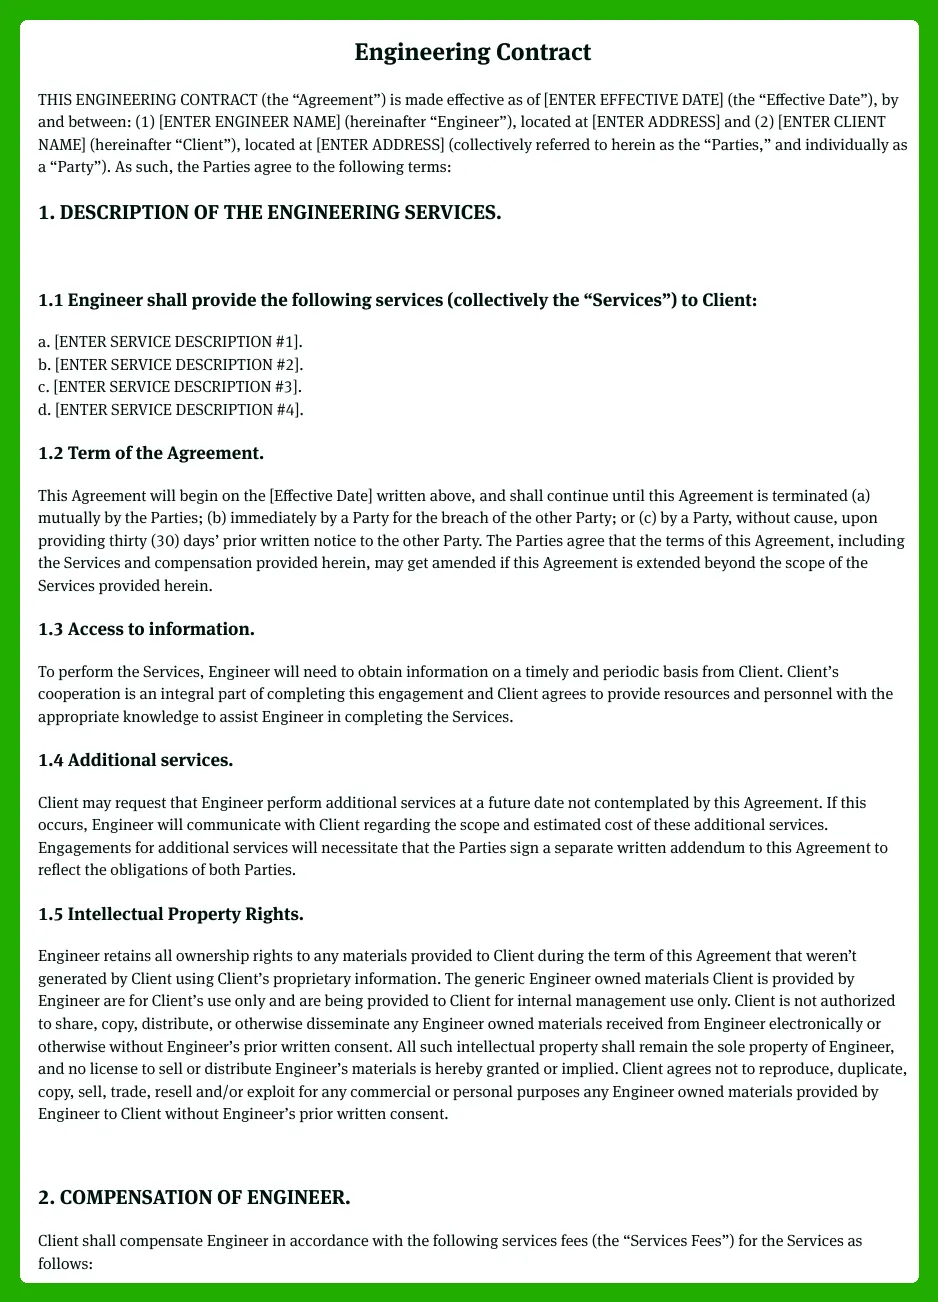 Engineering Contract
THIS ENGINEERING CONTRACT (the “Agreement”) is made effective as of [ENTER EFFECTIVE DATE] (the “Effective Date”), by
and between: (1) [ENTER ENGINEER NAME] (hereinafter “Engineer”), located at [ENTER ADDRESS] and (2) [ENTER CLIENT
NAME] (hereinafter “Client”), located at [ENTER ADDRESS] (collectively referred to herein as the “Parties,” and individually as
a “Party”). As such, the Parties agree to the following terms:
1. DESCRIPTION OF THE ENGINEERING SERVICES.
1.1 Engineer shall provide the following services (collectively the “Services”) to Client:
a. [ENTER SERVICE DESCRIPTION #1].
b. [ENTER SERVICE DESCRIPTION #2].
c. [ENTER SERVICE DESCRIPTION #3].
d. [ENTER SERVICE DESCRIPTION #4].
1.2 Term of the Agreement.
This Agreement will begin on the [Effective Date] written above, and shall continue until this Agreement is terminated (a)
mutually by the Parties; (b) immediately by a Party for the breach of the other Party; or (c) by a Party, without cause, upon
providing thirty (30) days’ prior written notice to the other Party. The Parties agree that the terms of this Agreement, including
the Services and compensation provided herein, may get amended if this Agreement is extended beyond the scope of the
Services provided herein.
1.3 Access to information.
To perform the Services, Engineer will need to obtain information on a timely and periodic basis from Client. Client’s
cooperation is an integral part of completing this engagement and Client agrees to provide resources and personnel with the
appropriate knowledge to assist Engineer in completing the Services.
1.4 Additional services.
Client may request that Engineer perform additional services at a future date not contemplated by this Agreement. If this
occurs, Engineer will communicate with Client regarding the scope and estimated cost of these additional services.
Engagements for additional services will necessitate that the Parties sign a separate written addendum to this Agreement to
reflect the obligations of both Parties.
1.5 Intellectual Property Rights.
Engineer retains all ownership rights to any materials provided to Client during the term of this Agreement that weren’t
generated by Client using Client’s proprietary information. The generic Engineer owned materials Client is provided by
Engineer are for Client’s use only and are being provided to Client for internal management use only. Client is not authorized
to share, copy, distribute, or otherwise disseminate any Engineer owned materials received from Engineer electronically or
otherwise without Engineer’s prior written consent. All such intellectual property shall remain the sole property of Engineer,
and no license to sell or distribute Engineer’s materials is hereby granted or implied. Client agrees not to reproduce, duplicate,
copy, sell, trade, resell and/or exploit for any commercial or personal purposes any Engineer owned materials provided by
Engineer to Client without Engineer’s prior written consent.
2. COMPENSATION OF ENGINEER.
Client shall compensate Engineer in accordance with the following services fees (the “Services Fees”) for the Services as
follows: